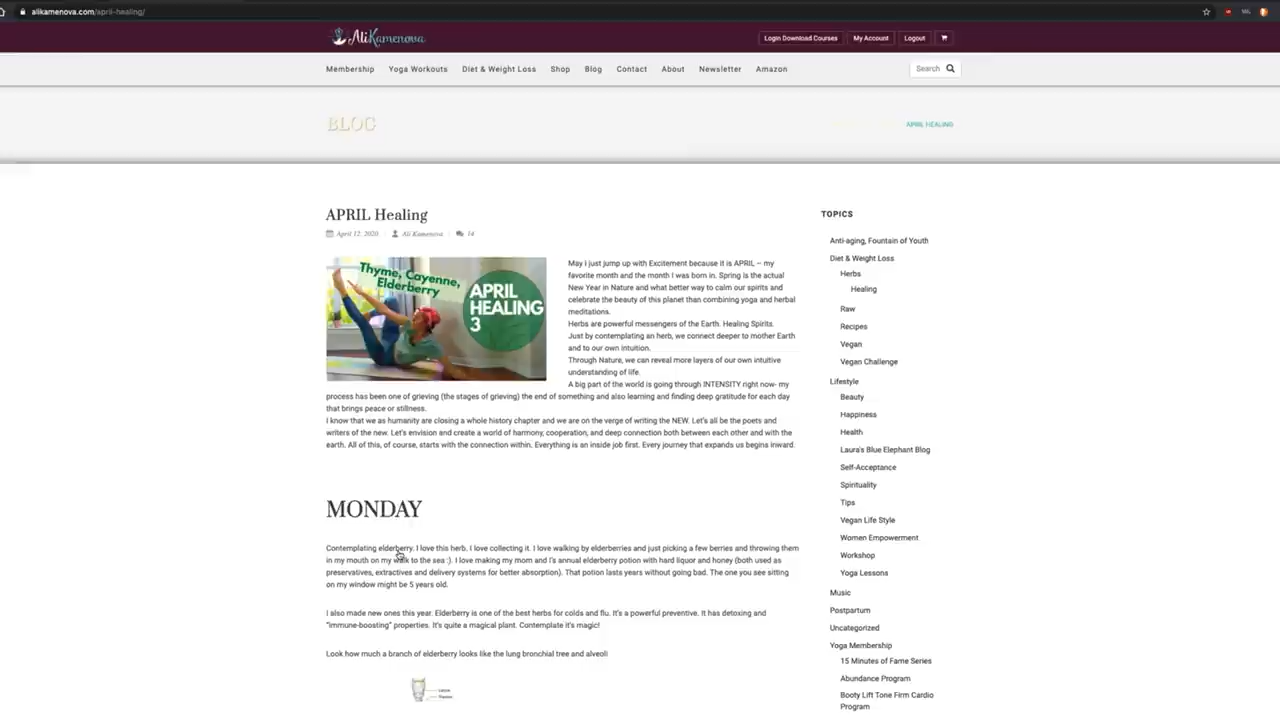 alikamenova.com/april-healing/
AliKamenova
Login Download Courses
My Account
Logout
Membership
Yoga Workouts
Diet & Weight Loss
Shop
Blog
Contact
About
Newsletter
Amazon
Search
BLOG
APRIL HEALING
APRIL Healing
April 12, 2020
Ali Kamenova
14
Thyme, Cayenne,
Elderberry
APRIL
HEALING
3
May I just jump up with Excitement because it is APRIL – my
favorite month and the month I was born in. Spring is the actual
New Year in Nature and what better way to calm our spirits and
celebrate the beauty of this planet than combining yoga and herbal
meditations.
Herbs are powerful messengers of the Earth. Healing Spirits.
Just by contemplating an herb, we connect deeper to mother Earth
and to our own intuition.
Through Nature, we can reveal more layers of our own intuitive
understanding of life.
A big part of the world is going through INTENSITY right now- my
process has been one of grieving (the stages of grieving) the end of something and also learning and finding deep gratitude for each day
that brings peace or stillness.
I know that we as humanity are closing a whole history chapter and we are on the verge of writing the NEW. Let's all be the poets and
writers of the new. Let's envision and create a world of harmony, cooperation, and deep connection both between each other and with the
earth. All of this, of course, starts with the connection within. Everything is an inside job first. Every journey that expands us begins inward.
MONDAY
Contemplating elderberry. I love this herb. I love collecting it. I love walking by elderberries and just picking a few berries and throwing them
in my mouth on my walk to the sea :). I love making my mom and I's annual elderberry potion with hard liquor and honey (both used as
preservatives, extractives and delivery systems for better absorption). That potion lasts years without going bad. The one you see sitting
on my window might be 5 years old.
I also made new ones this year. Elderberry is one of the best herbs for colds and flu. It's a powerful preventive. It has detoxing and
"immune-boosting" properties. It's quite a magical plant. Contemplate it's magic!
Look how much a branch of elderberry looks like the lung bronchial tree and alveoli
TOPICS
Anti-aging, Fountain of Youth
Diet & Weight Loss
Herbs
Healing
Raw
Recipes
Vegan
Vegan Challenge
Lifestyle
Beauty
Happiness
Health
Laura's Blue Elephant Blog
Self-Acceptance
Spirituality
Tips
Vegan Life Style
Women Empowerment
Workshop
Yoga Lessons
Music
Postpartum
Uncategorized
Yoga Membership
15 Minutes of Fame Series
Abundance Program
Booty Lift Tone Firm Cardio
Program